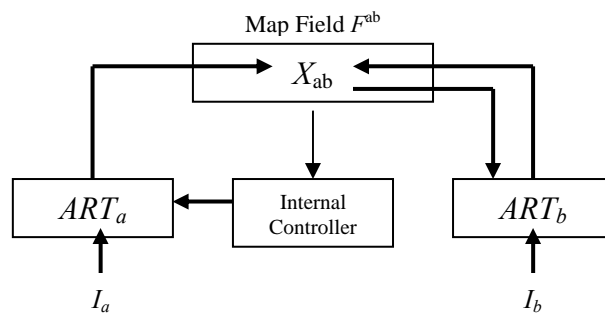 Map Field F^ab
X_ab
ART_a
Internal
Controller
ART_b
I_a
I_b